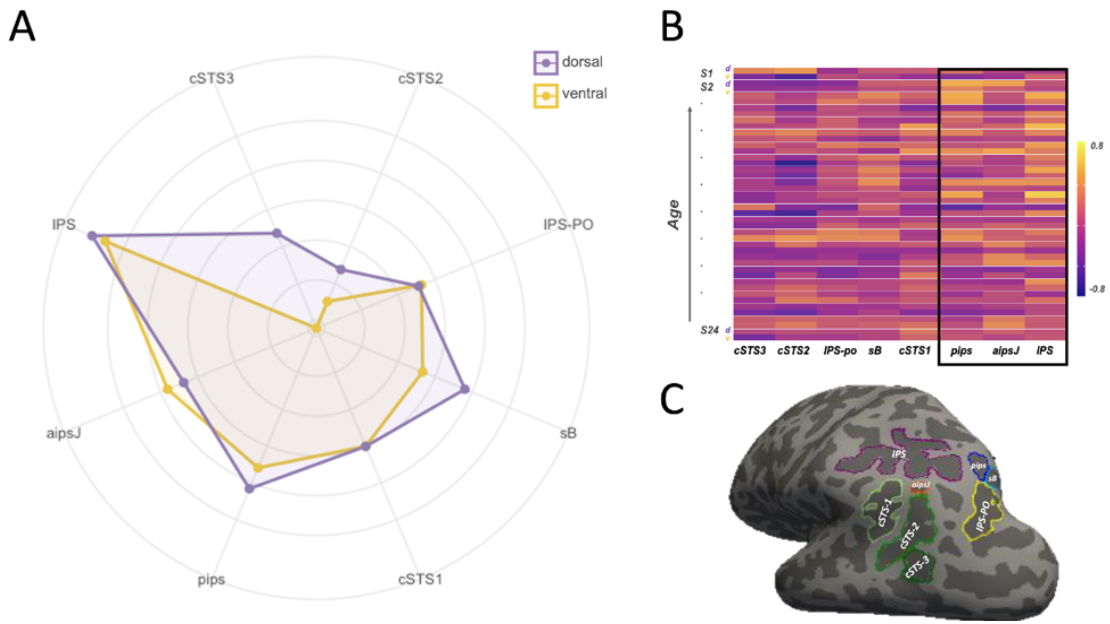 A
dorsal
ventral
cSTS3
cSTS2
IPS
IPS-PO
aipsJ
sB
pips
cSTS1
B
S1
d
v
S2
d
v
.
.
.
.
.
.
Age
S24
d
v
cSTS3 cSTS2 IPS-po sB cSTS1 pips aipsJ IPS
0.8
-0.8
C
IPS
pips
sB
aipsJ
cSTS-1
cSTS-2
IPS-PO
cSTS-3